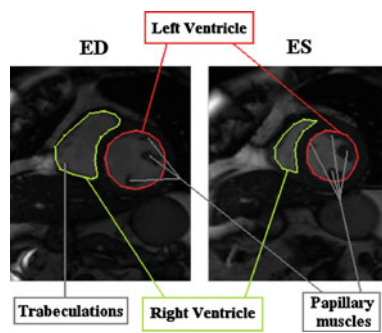 Left Ventricle
ED
ES
Trabeculations
Right Ventricle
Papillary
muscles